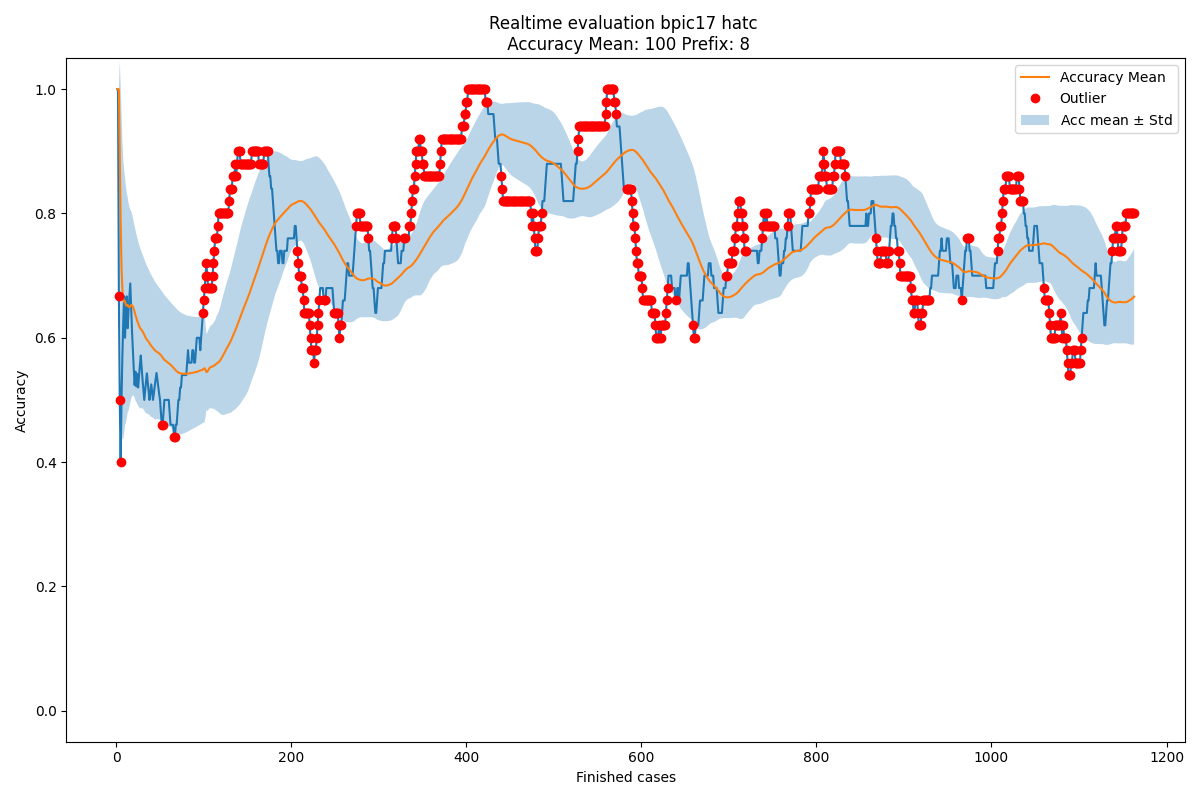 Realtime evaluation bpic17 hatc
Accuracy Mean: 100 Prefix: 8
Accuracy Mean
Outlier
Acc mean ± Std
1.0
0.8
0.6
0.4
0.2
0.0
Accuracy
0 200 400 600 800 1000 1200
Finished cases